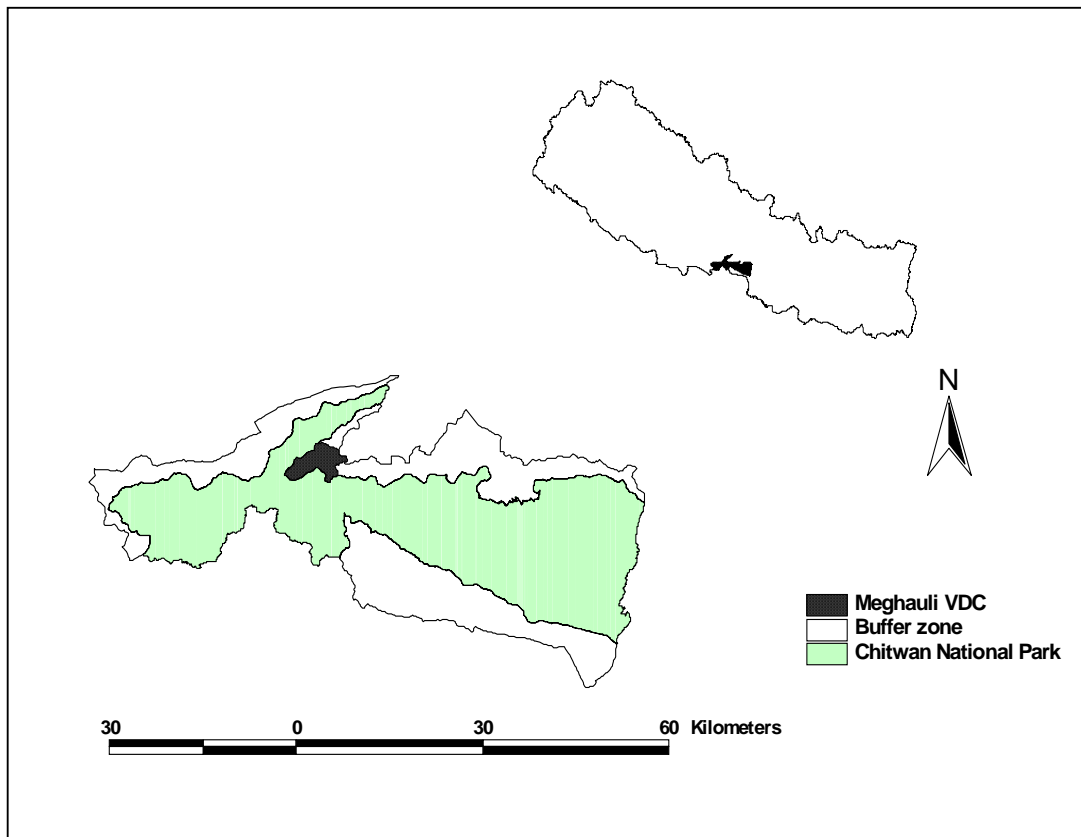 N
Meghauli VDC
Buffer zone
Chitwan National Park
30 0 30 60 Kilometers